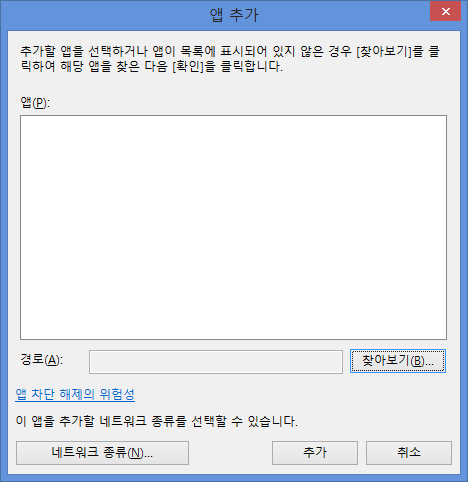 앱 추가
추가할 앱을 선택하거나 앱이 목록에 표시되어 있지 않은 경우 [찾아보기]를 클
릭하여 해당 앱을 찾은 다음 [확인]을 클릭합니다.
앱(P):
경로(A):
찾아보기(B)...
앱 차단 해제의 위험성
이 앱을 추가할 네트워크 종류를 선택할 수 있습니다.
네트워크 종류(N)...
추가
취소